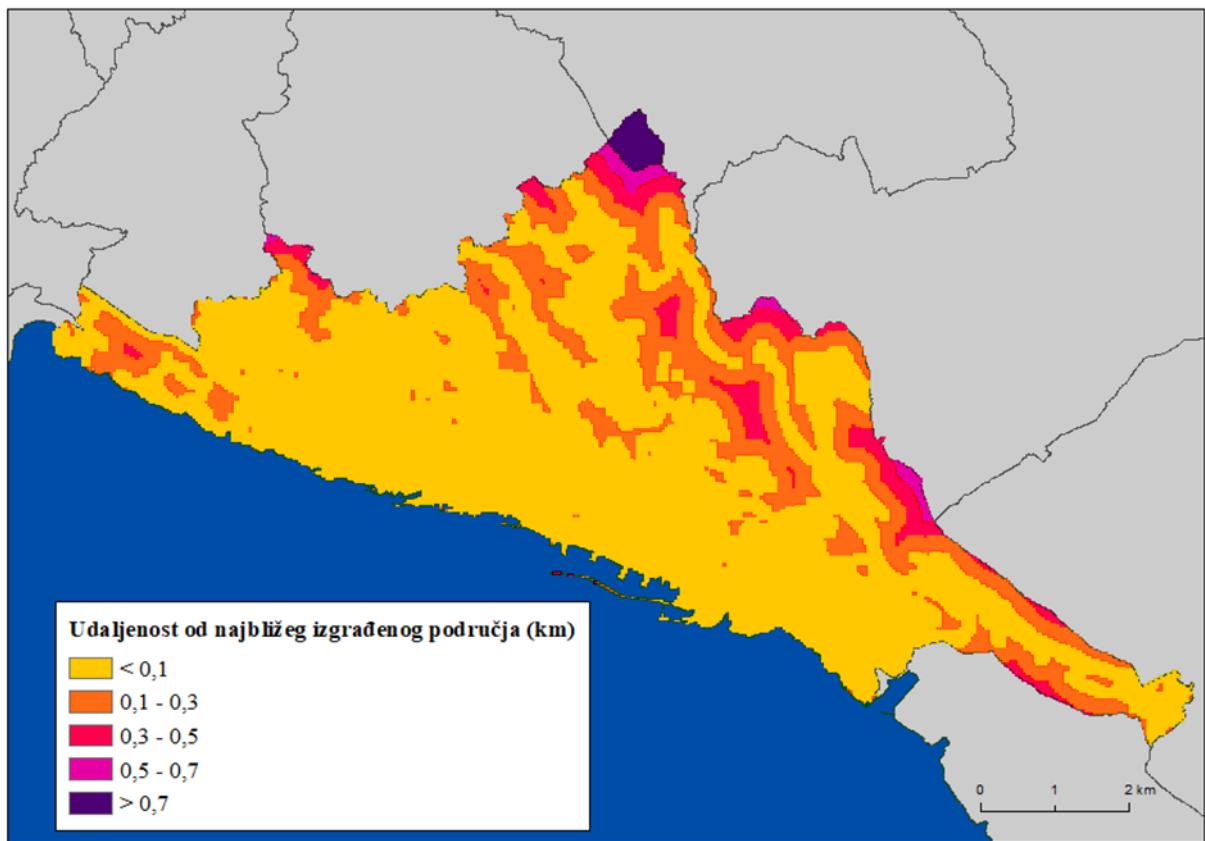 Udaljenost od najbližeg izgrađenog područja (km)
< 0,1
0,1 - 0,3
0,3 - 0,5
0,5 - 0,7
> 0,7
0 1 2 km